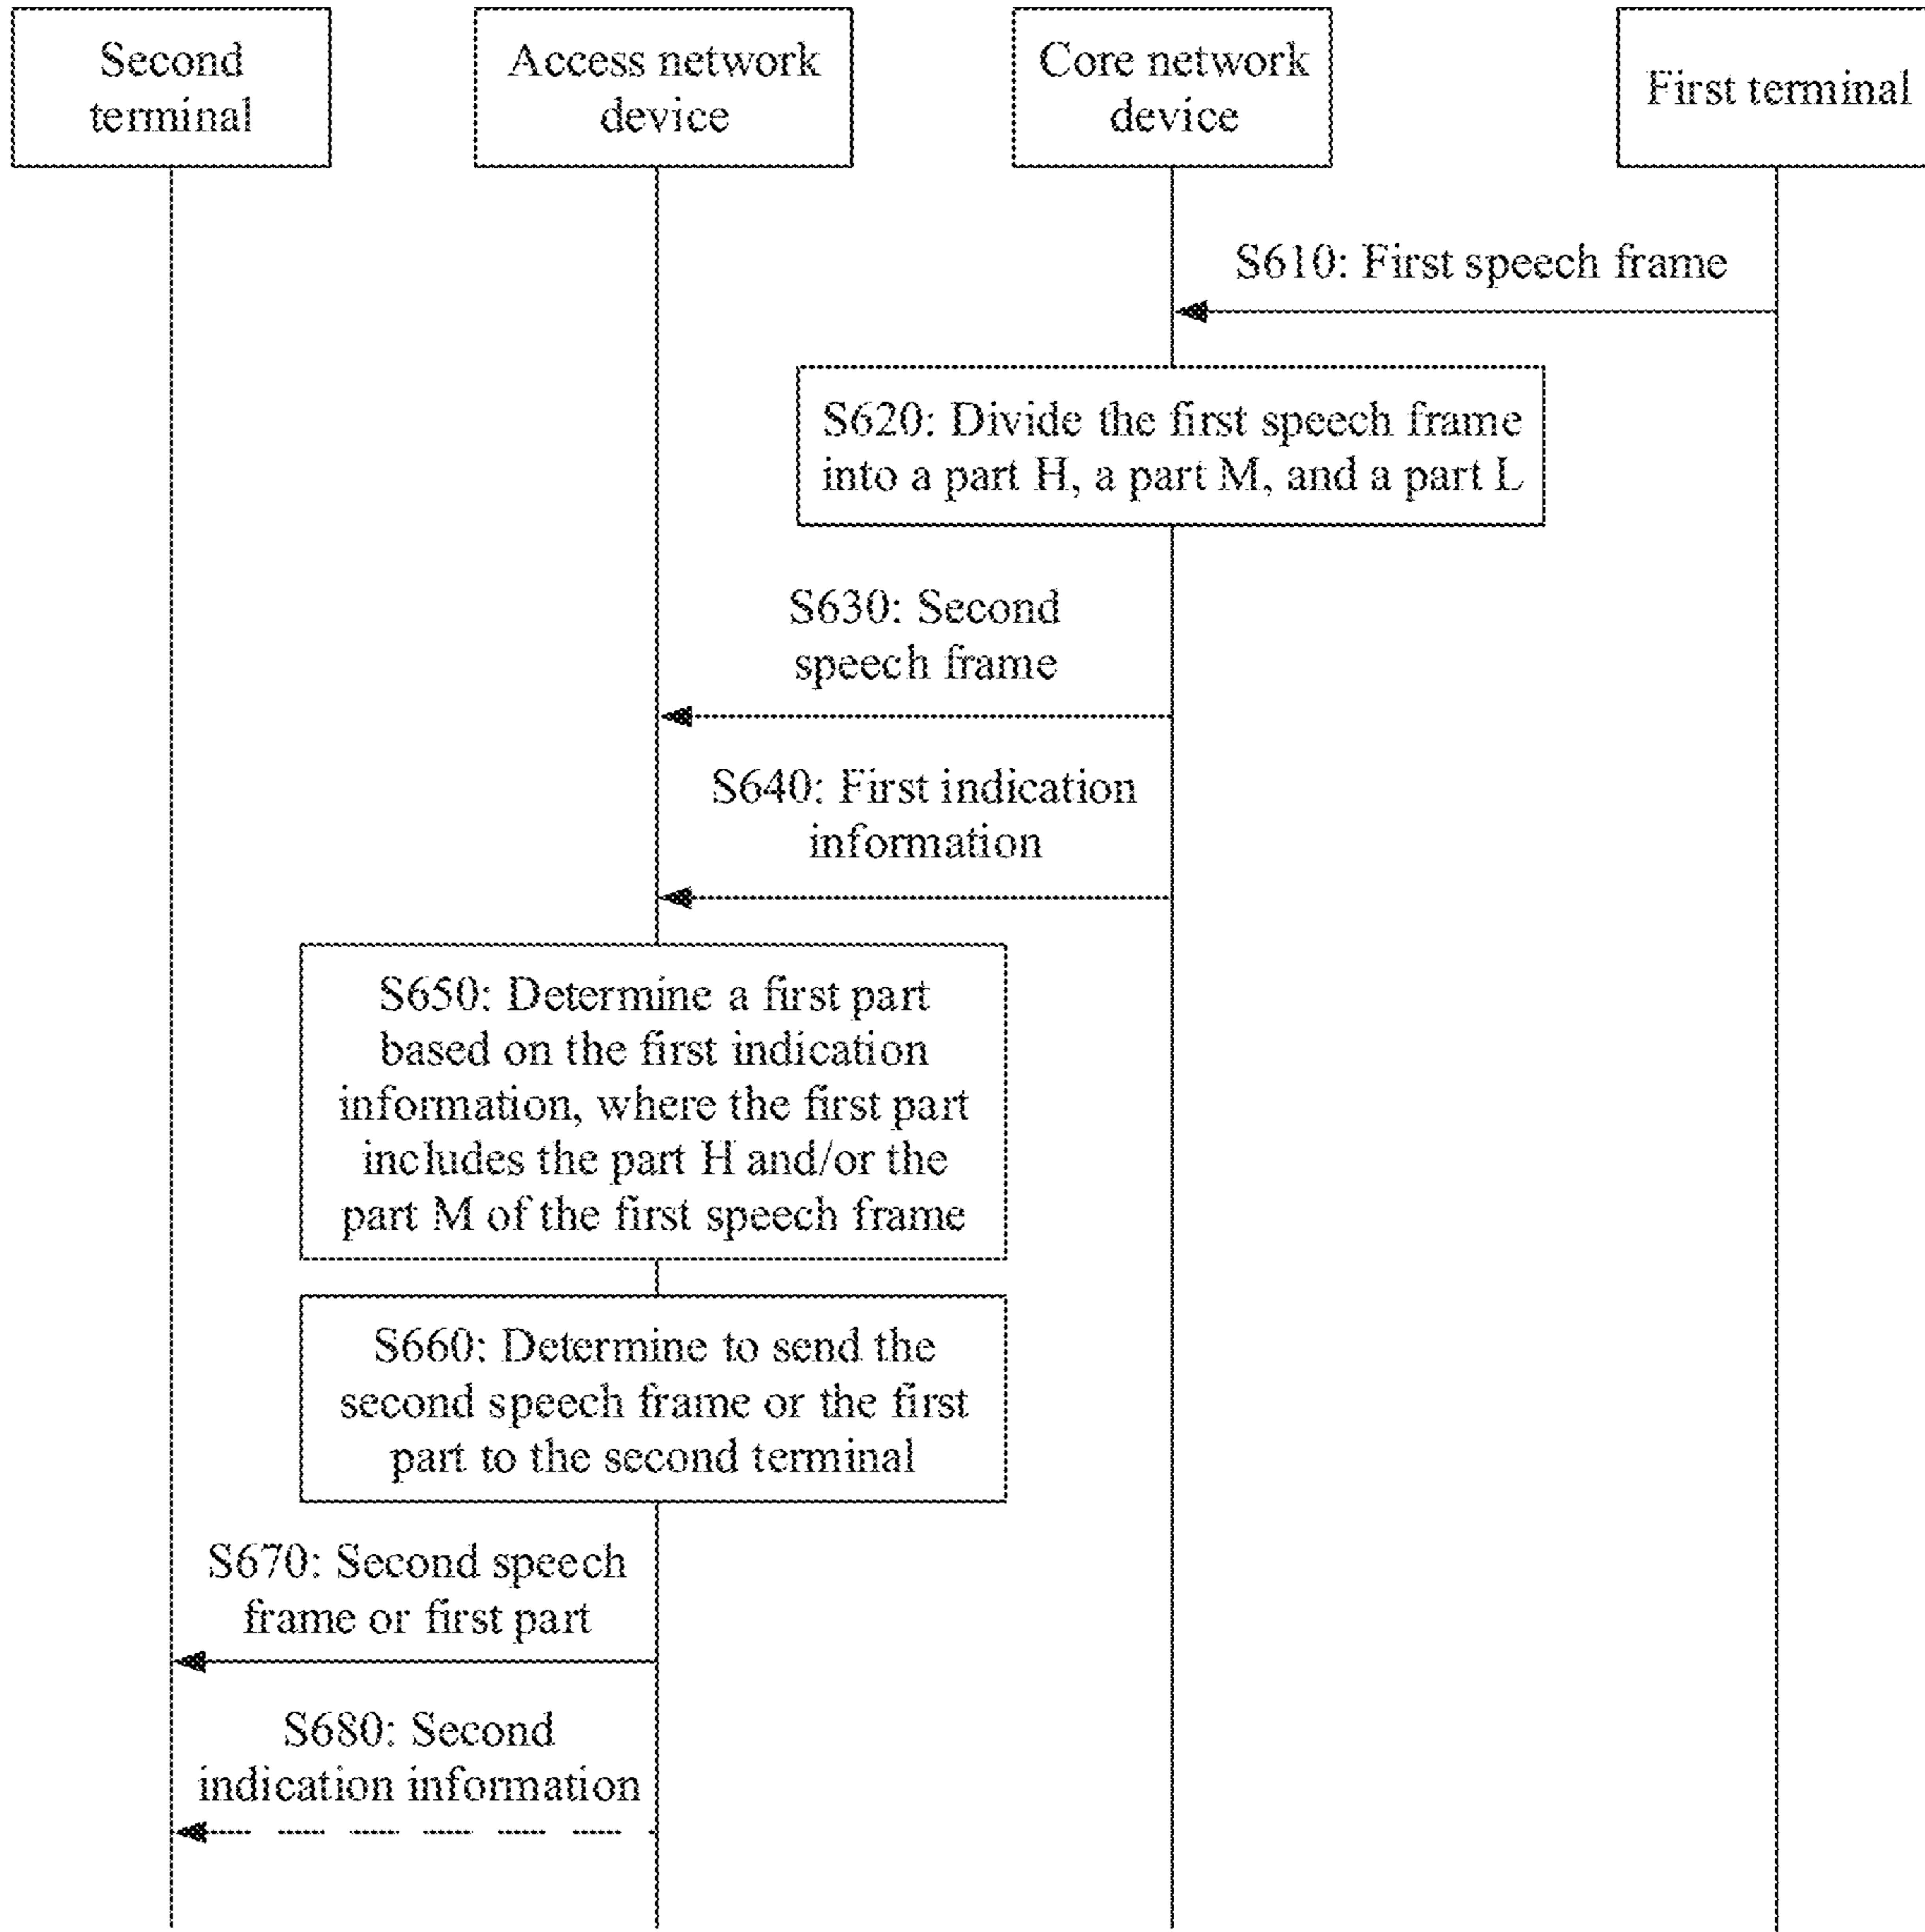 Second
terminal
Access network
device
Core network
device
First terminal
S610: First speech frame
S620: Divide the first speech frame
into a part H, a part M, and a part L
S630: Second
speech frame
S640: First indication
information
S650: Determine a first part
based on the first indication
information, where the first part
includes the part H and/or the
part M of the first speech frame
S660: Determine to send the
second speech frame or the first
part to the second terminal
S670: Second speech
frame or first part
S680: Second
indication information